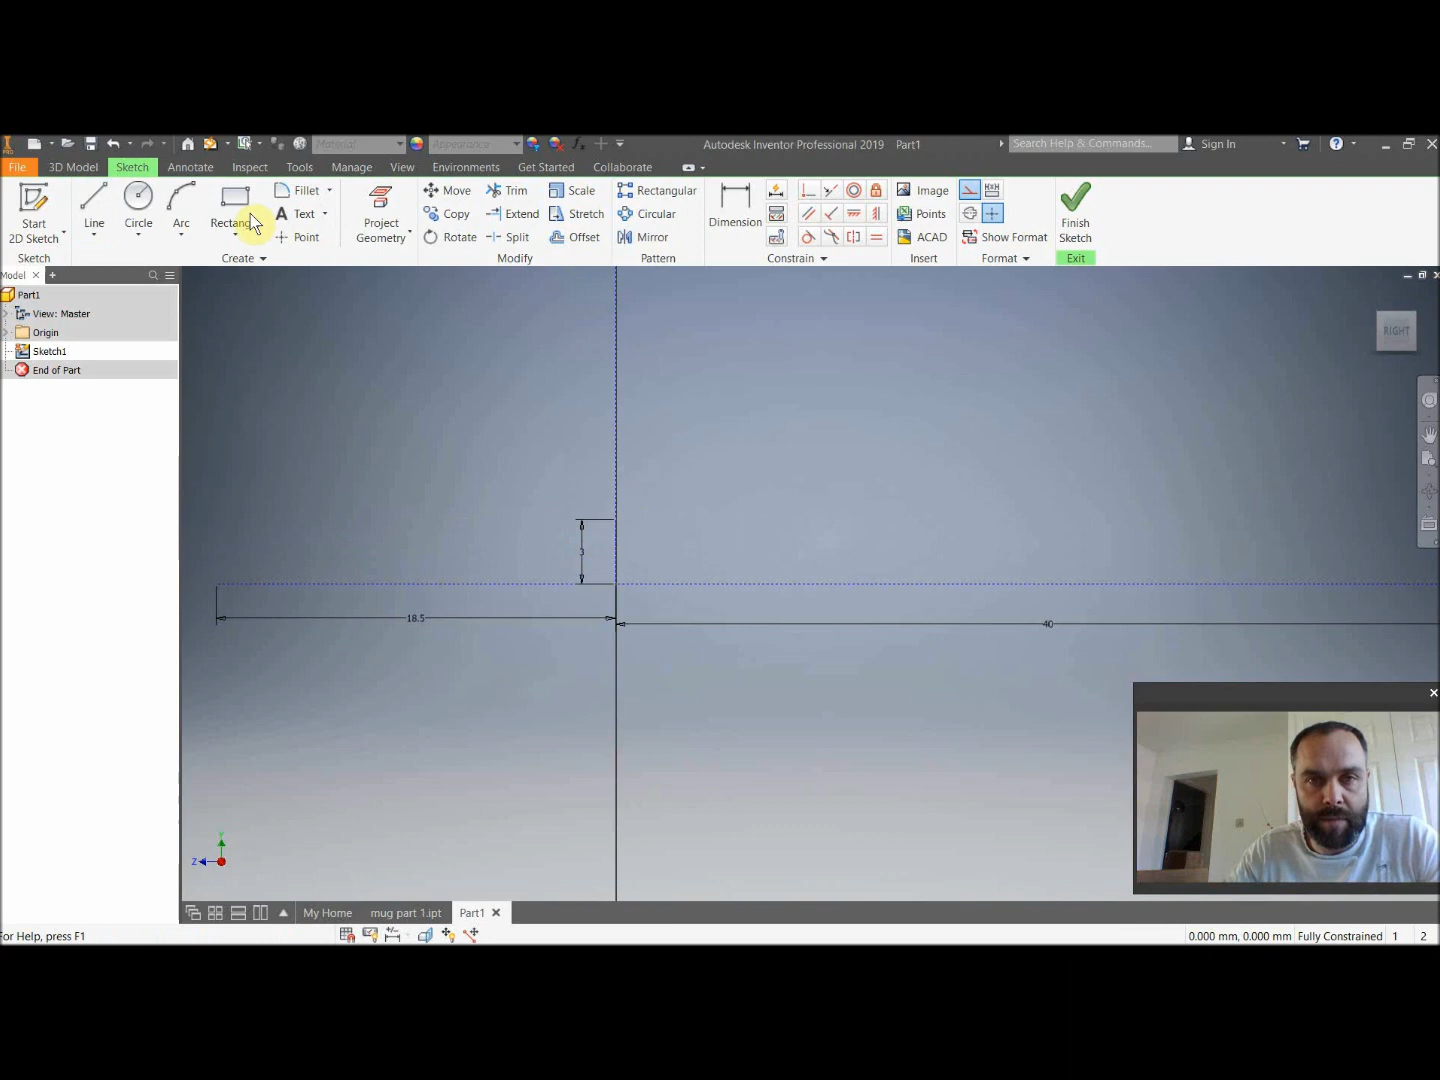 Material
Appearance
Autodesk Inventor Professional 2019 Part1
Search Help & Commands...
Sign In
File 3D Model Sketch Annotate Inspect Tools Manage View Environments Get Started Collaborate
Start 2D Sketch
Line
Circle
Arc
Fillet
Text
Point
Project Geometry
Move
Copy
Rotate
Trim
Extend
Split
Scale
Stretch
Offset
Rectangular
Circular
Mirror
Dimension
Image
Points
ACAD
Show Format
Finish Sketch
Sketch Create Modify Pattern Constrain Insert Format Exit
Model
Part1
View: Master
Origin
Sketch1
End of Part
RIGHT
3
18.5
40
Y
Z
My Home mug part 1.ipt Part1
For Help, press F1
0.000 mm, 0.000 mm Fully Constrained 1 2